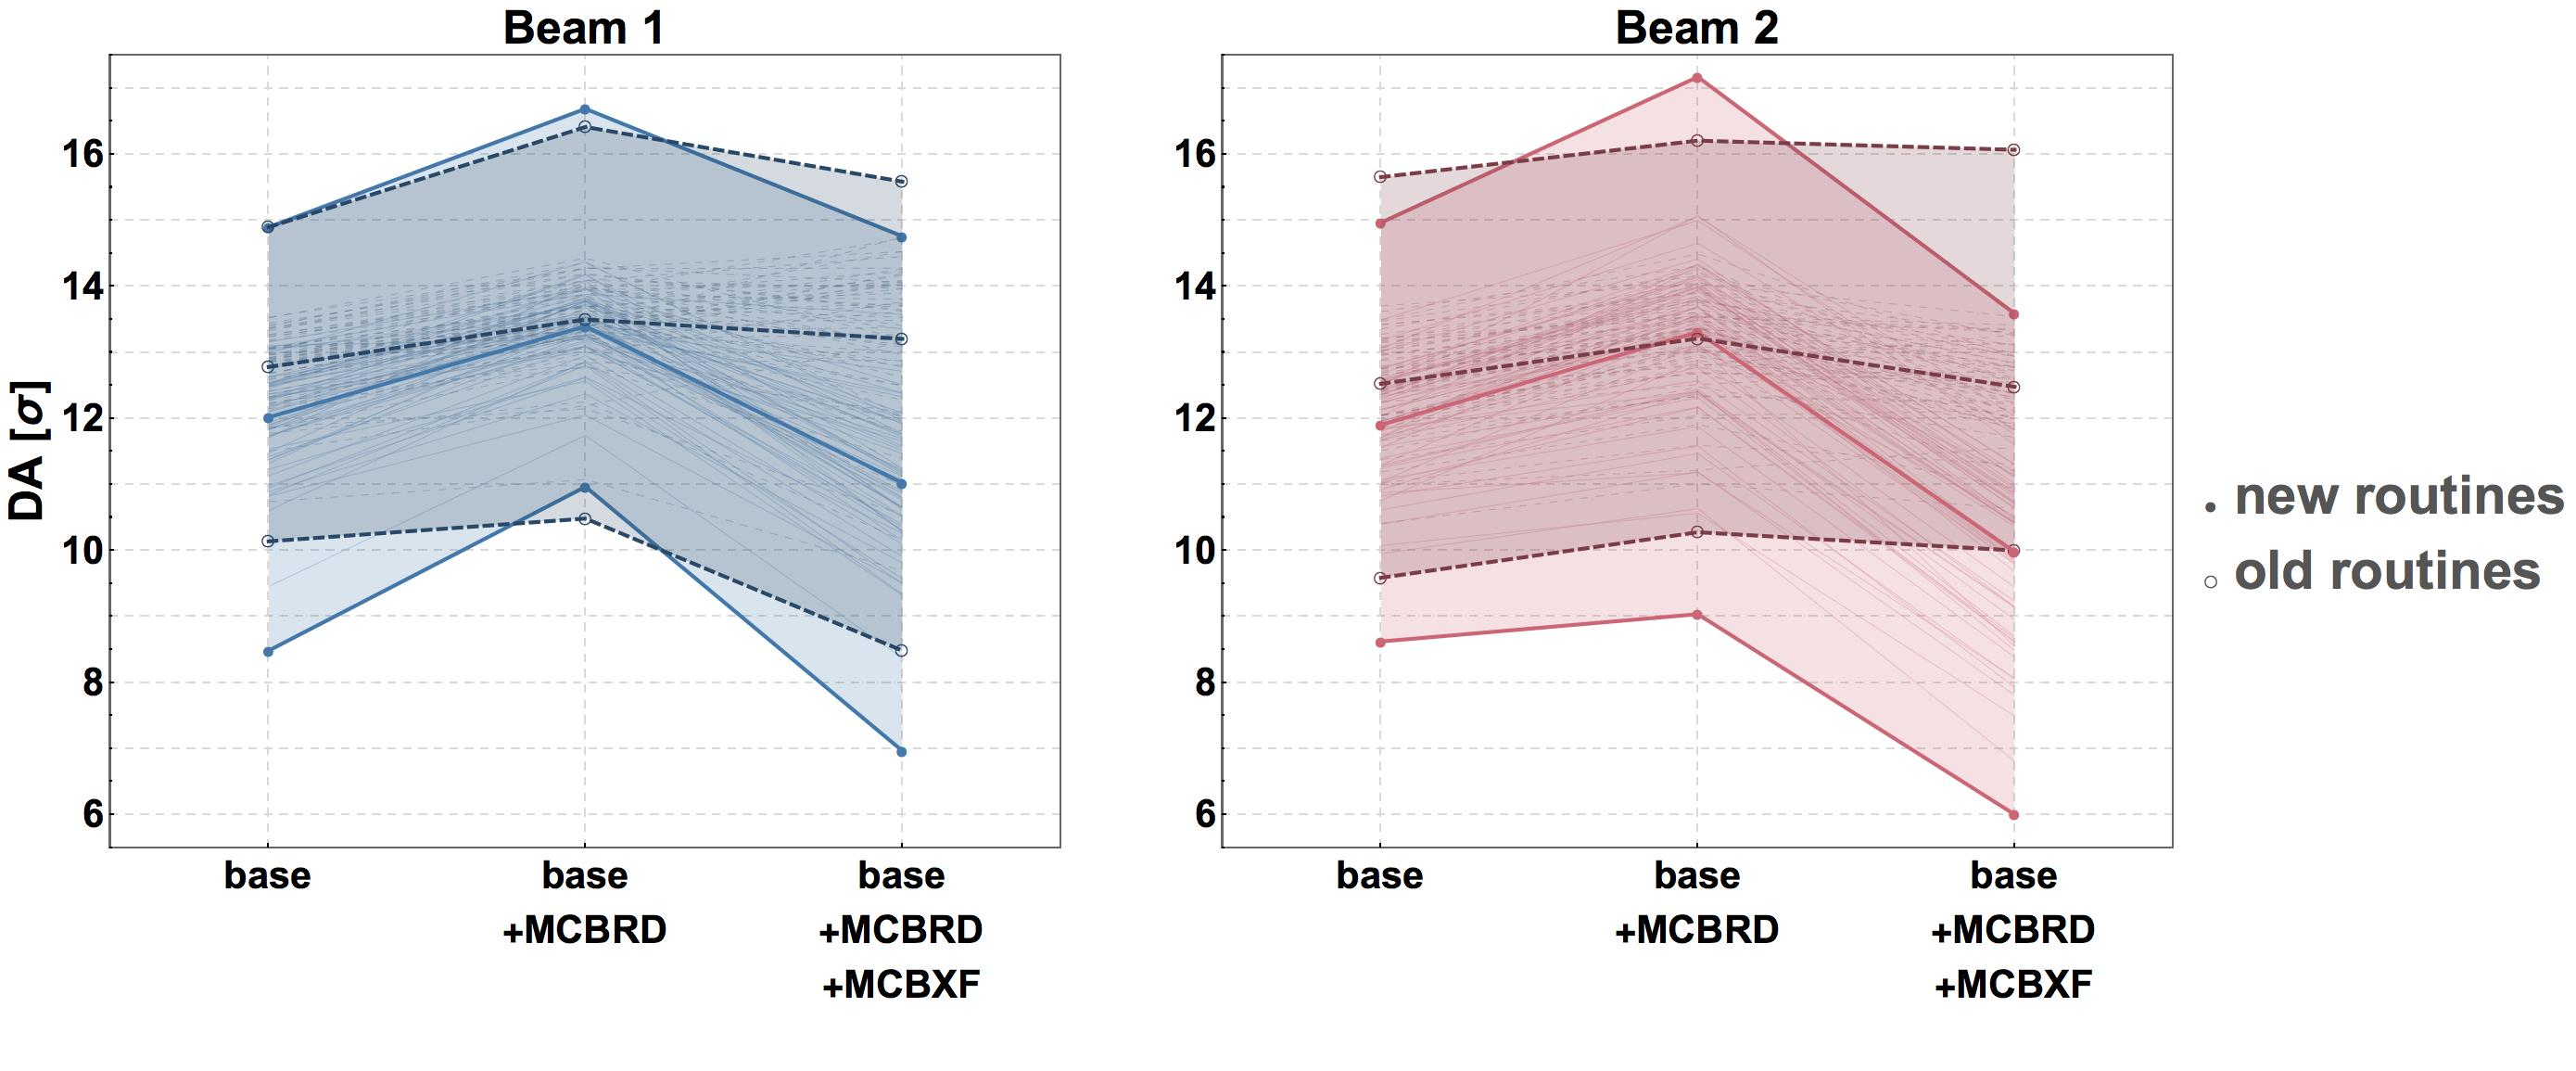 Beam 1
Beam 2
DA [σ]
16
14
12
10
8
6
16
14
12
10
8
6
base
base
+MCBRD
base
+MCBRD
+MCBXF
base
base
+MCBRD
base
+MCBRD
+MCBXF
new routines
old routines